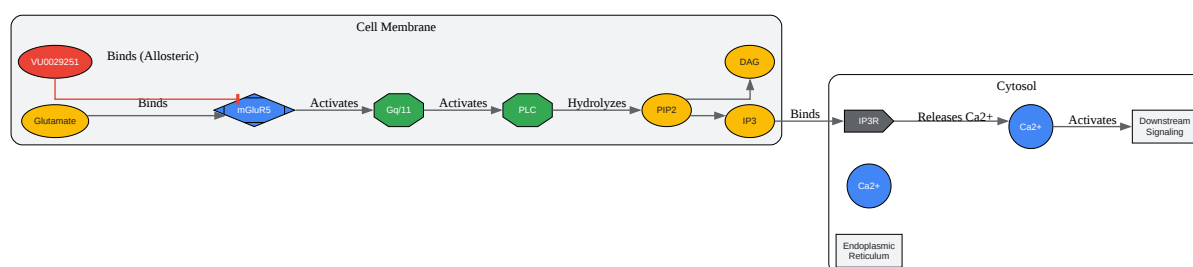 Cell Membrane
VU0029251
Binds (Allosteric)
DAG
Cytosol
Glutamate
Binds
mGluR5
Activates
Gq/11
Activates
PLC
Hydrolyzes
PIP2
IP3
Binds
IP3R
Releases Ca2+
Ca2+
Activates
Downstream
Signaling
Ca2+
Endoplasmic
Reticulum